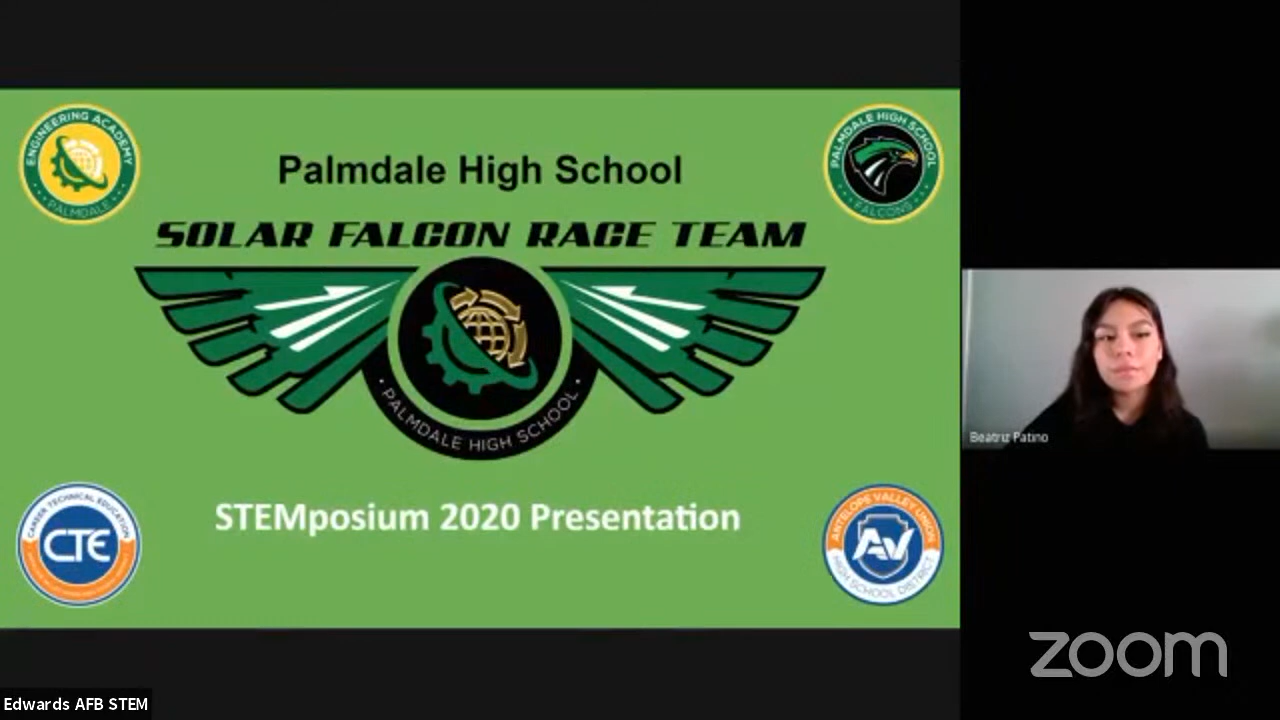 ENGINEERING ACADEMY
PALMDALE
PALMDALE HIGH SCHOOL
FALCONS
Palmdale High School
SOLAR FALCON RACE TEAM
PALMDALE HIGH SCHOOL
STEMposium 2020 Presentation
CAREER TECHNICAL EDUCATION
CTE
ANTELOPE VALLEY UNION
AV
HIGH SCHOOL DISTRICT
Beatriz Patino
zoom
Edwards AFB STEM